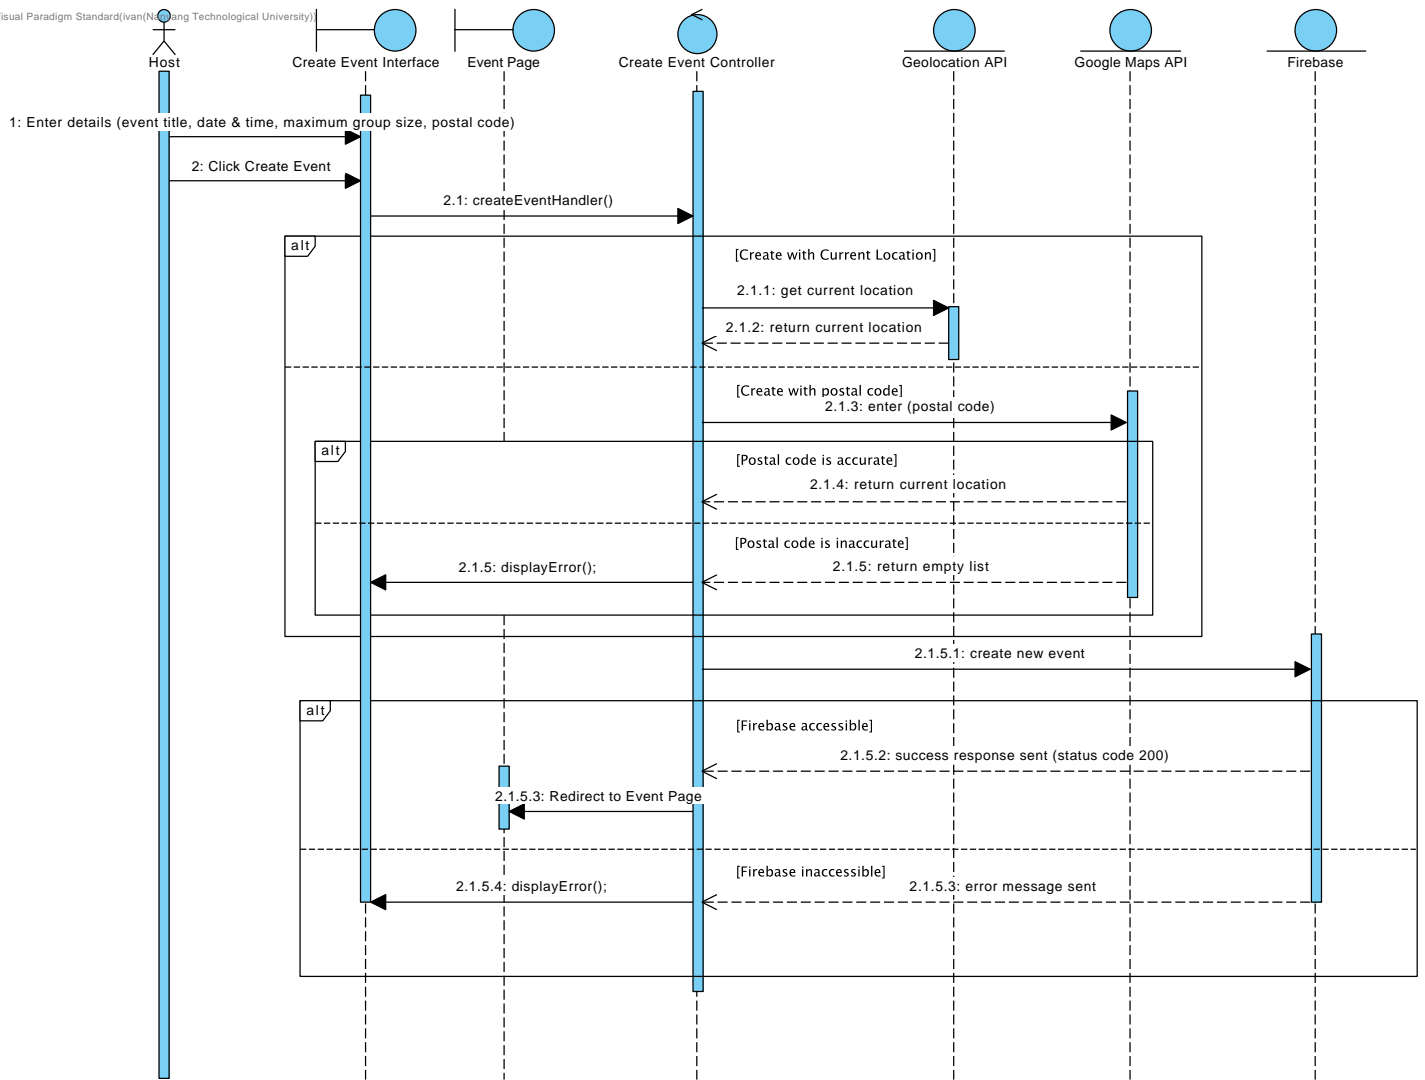 isual Paradigm Standard(ivan(Nanyang Technological University))
Host
Create Event Interface
Event Page
Create Event Controller
Geolocation API
Google Maps API
Firebase
1: Enter details (event title, date & time, maximum group size, postal code)
2: Click Create Event
2.1: createEventHandler()
alt
[Create with Current Location]
2.1.1: get current location
2.1.2: return current location
[Create with postal code]
2.1.3: enter (postal code)
alt
[Postal code is accurate]
2.1.4: return current location
[Postal code is inaccurate]
2.1.5: displayError();
2.1.5: return empty list
2.1.5.1: create new event
alt
[Firebase accessible]
2.1.5.2: success response sent (status code 200)
2.1.5.3: Redirect to Event Page
[Firebase inaccessible]
2.1.5.4: displayError();
2.1.5.3: error message sent